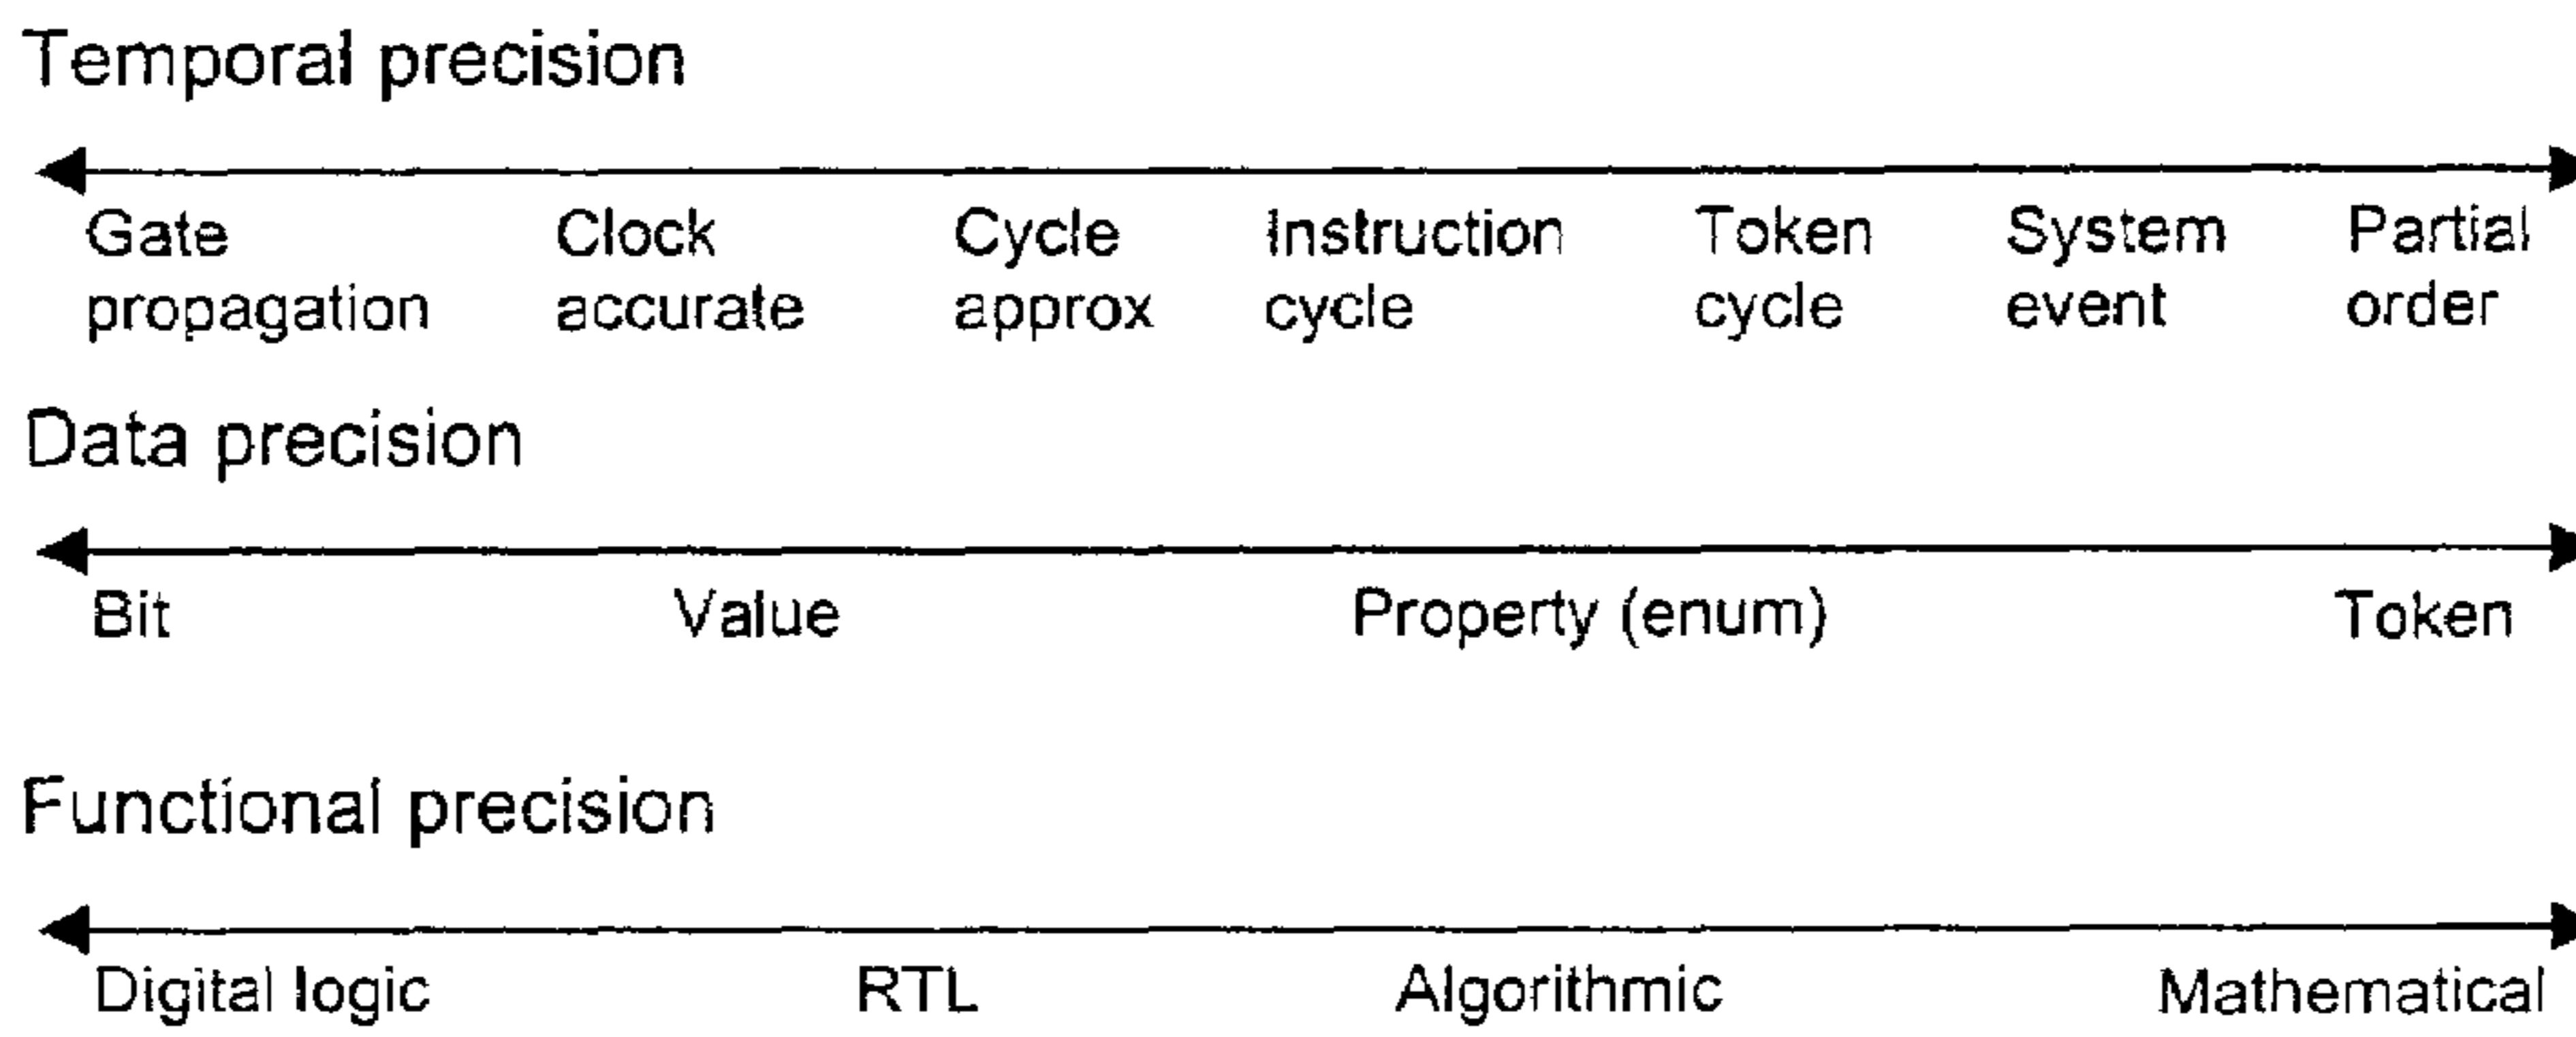 Temporal precision
Gate Clock Cycle Instruction Token System Partial
propagation accurate approx cycle cycle event order
Data precision
Bit Value Property (enum) Token
Functional precision
Digital logic RTL Algorithmic Mathematical